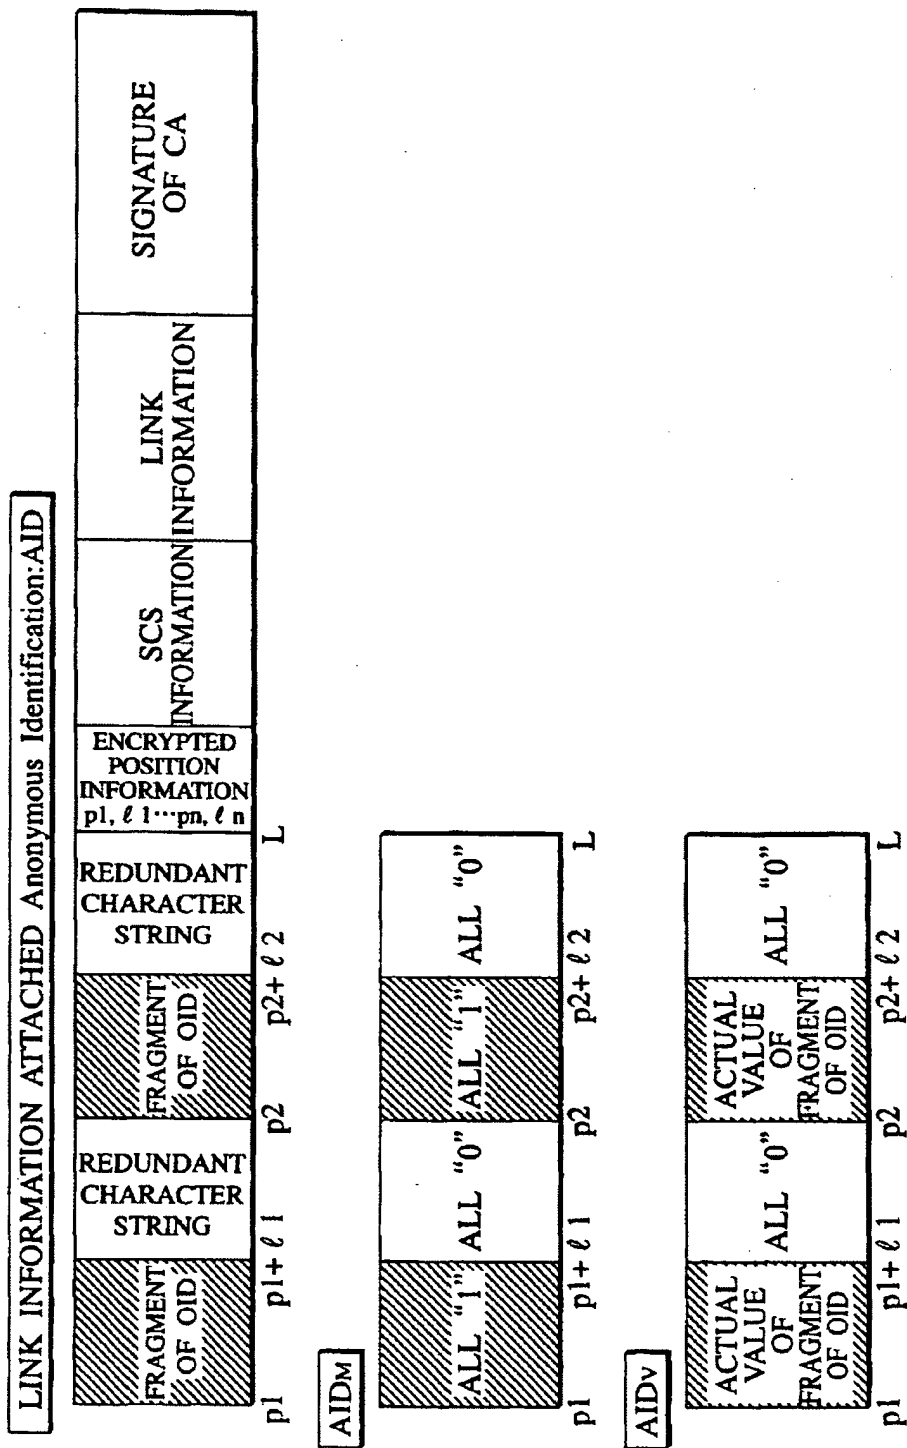 LINK INFORMATION ATTACHED Anonymous Identification:AID
FRAGMENT
OF OID
REDUNDANT
CHARACTER
STRING
FRAGMENT
OF OID
REDUNDANT
CHARACTER
STRING
ENCRYPTED
POSITION
INFORMATION
p1, ℓ 1⋯pn, ℓ n
SCS
INFORMATION
LINK
INFORMATION
SIGNATURE
OF CA
p1 p1+ ℓ 1 p2 p2+ ℓ 2 L
AIDM
ALL “1” ALL “0” ALL “1” ALL “0”
p1 p1+ ℓ 1 p2 p2+ ℓ 2 L
AIDV
ACTUAL
VALUE
OF
FRAGMENT
OF OID
ALL “0”
ACTUAL
VALUE
OF
FRAGMENT
OF OID
ALL “0”
p1 p1+ ℓ 1 p2 p2+ ℓ 2 L